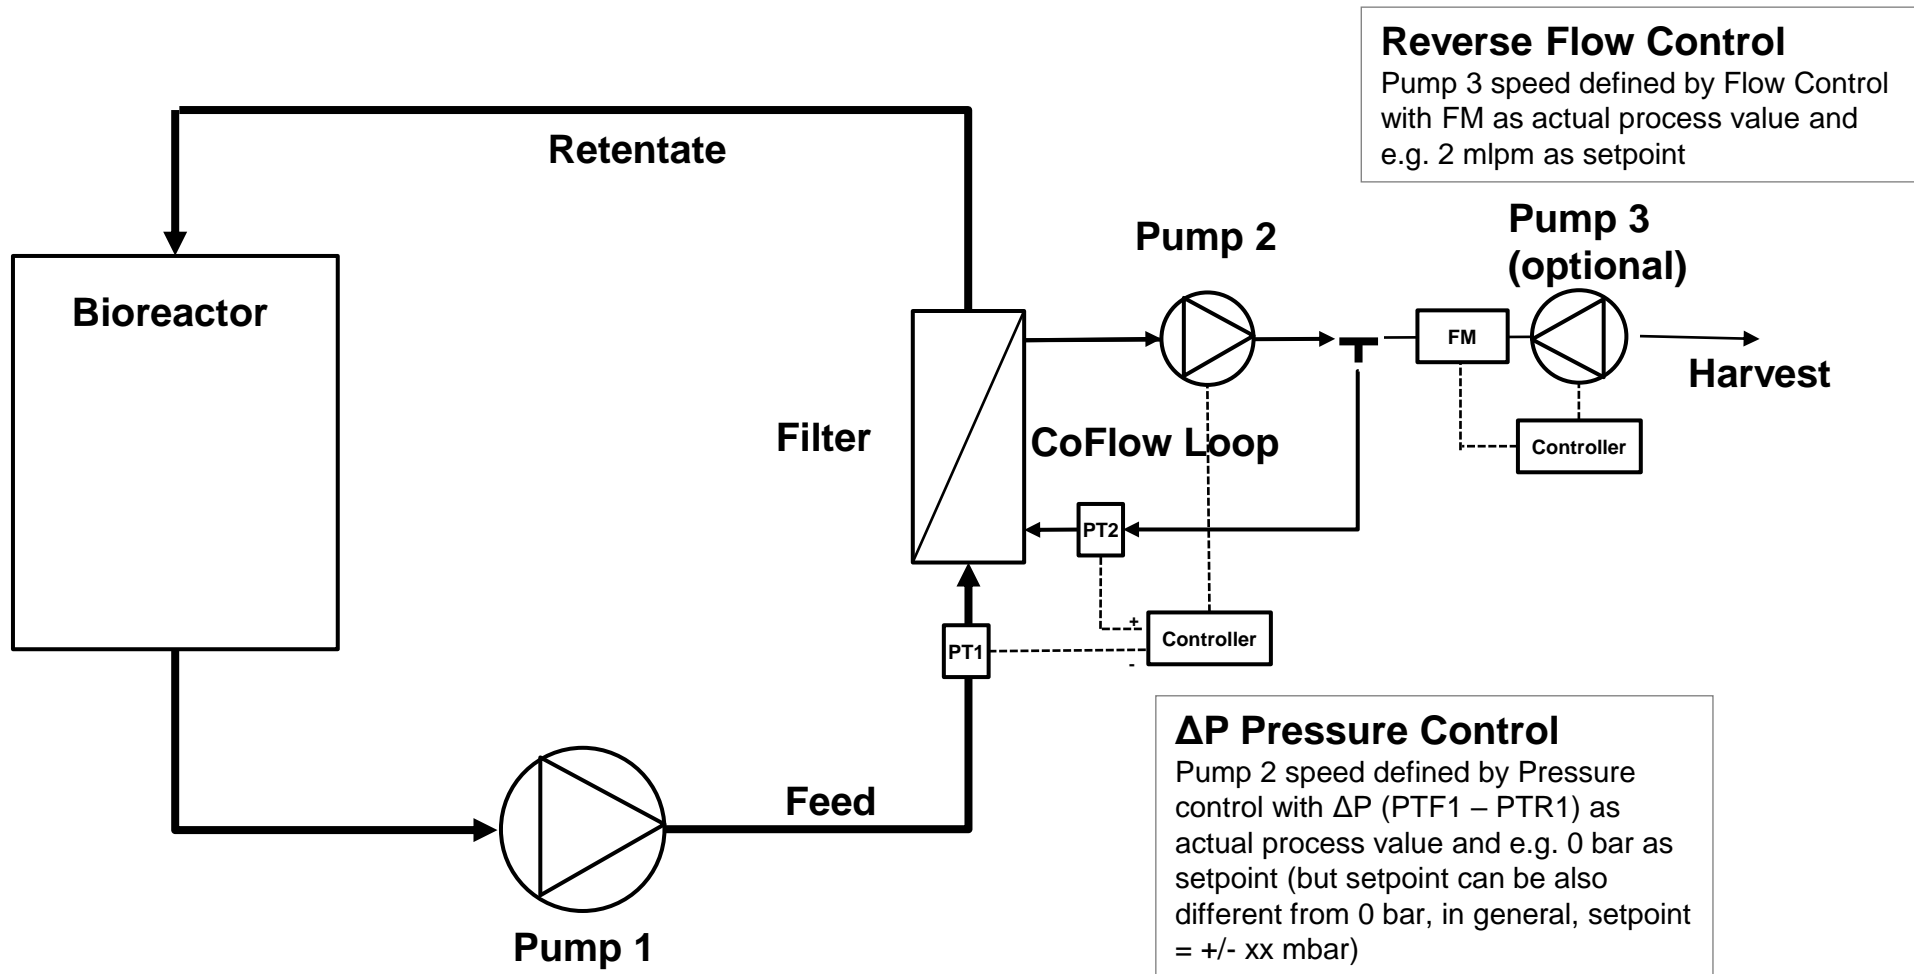 Reverse Flow Control
Pump 3 speed defined by Flow Control
with FM as actual process value and
e.g. 2 mlpm as setpoint
Retentate
Pump 2
Pump 3
(optional)
Bioreactor
FM
Harvest
Filter
CoFlow Loop
Controller
PT2
+
Controller
PT1
-
ΔP Pressure Control
Pump 2 speed defined by Pressure
control with ΔP (PTF1 – PTR1) as
actual process value and e.g. 0 bar as
setpoint (but setpoint can be also
different from 0 bar, in general, setpoint
= +/- xx mbar)
Feed
Pump 1